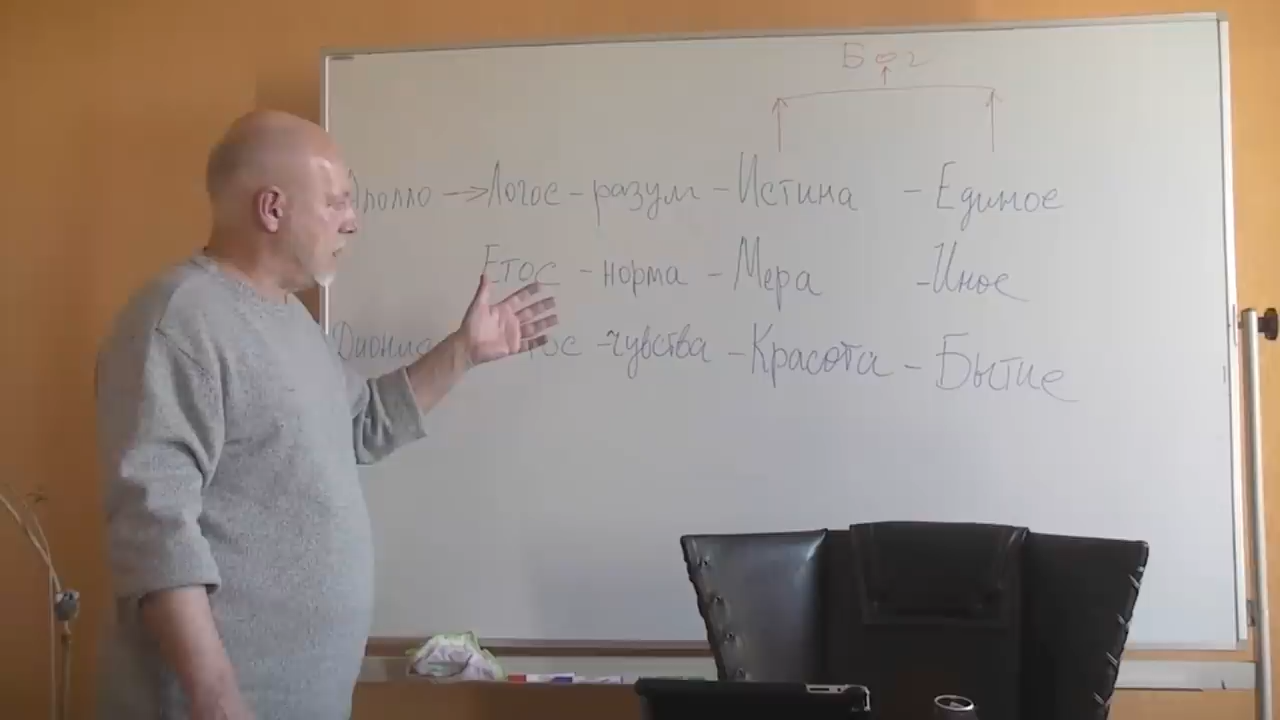 Бог
Аполло → Логос – разум – Истина – Единое
Етос – норма – Мера – Иное
– чувства – Красота – Бытие